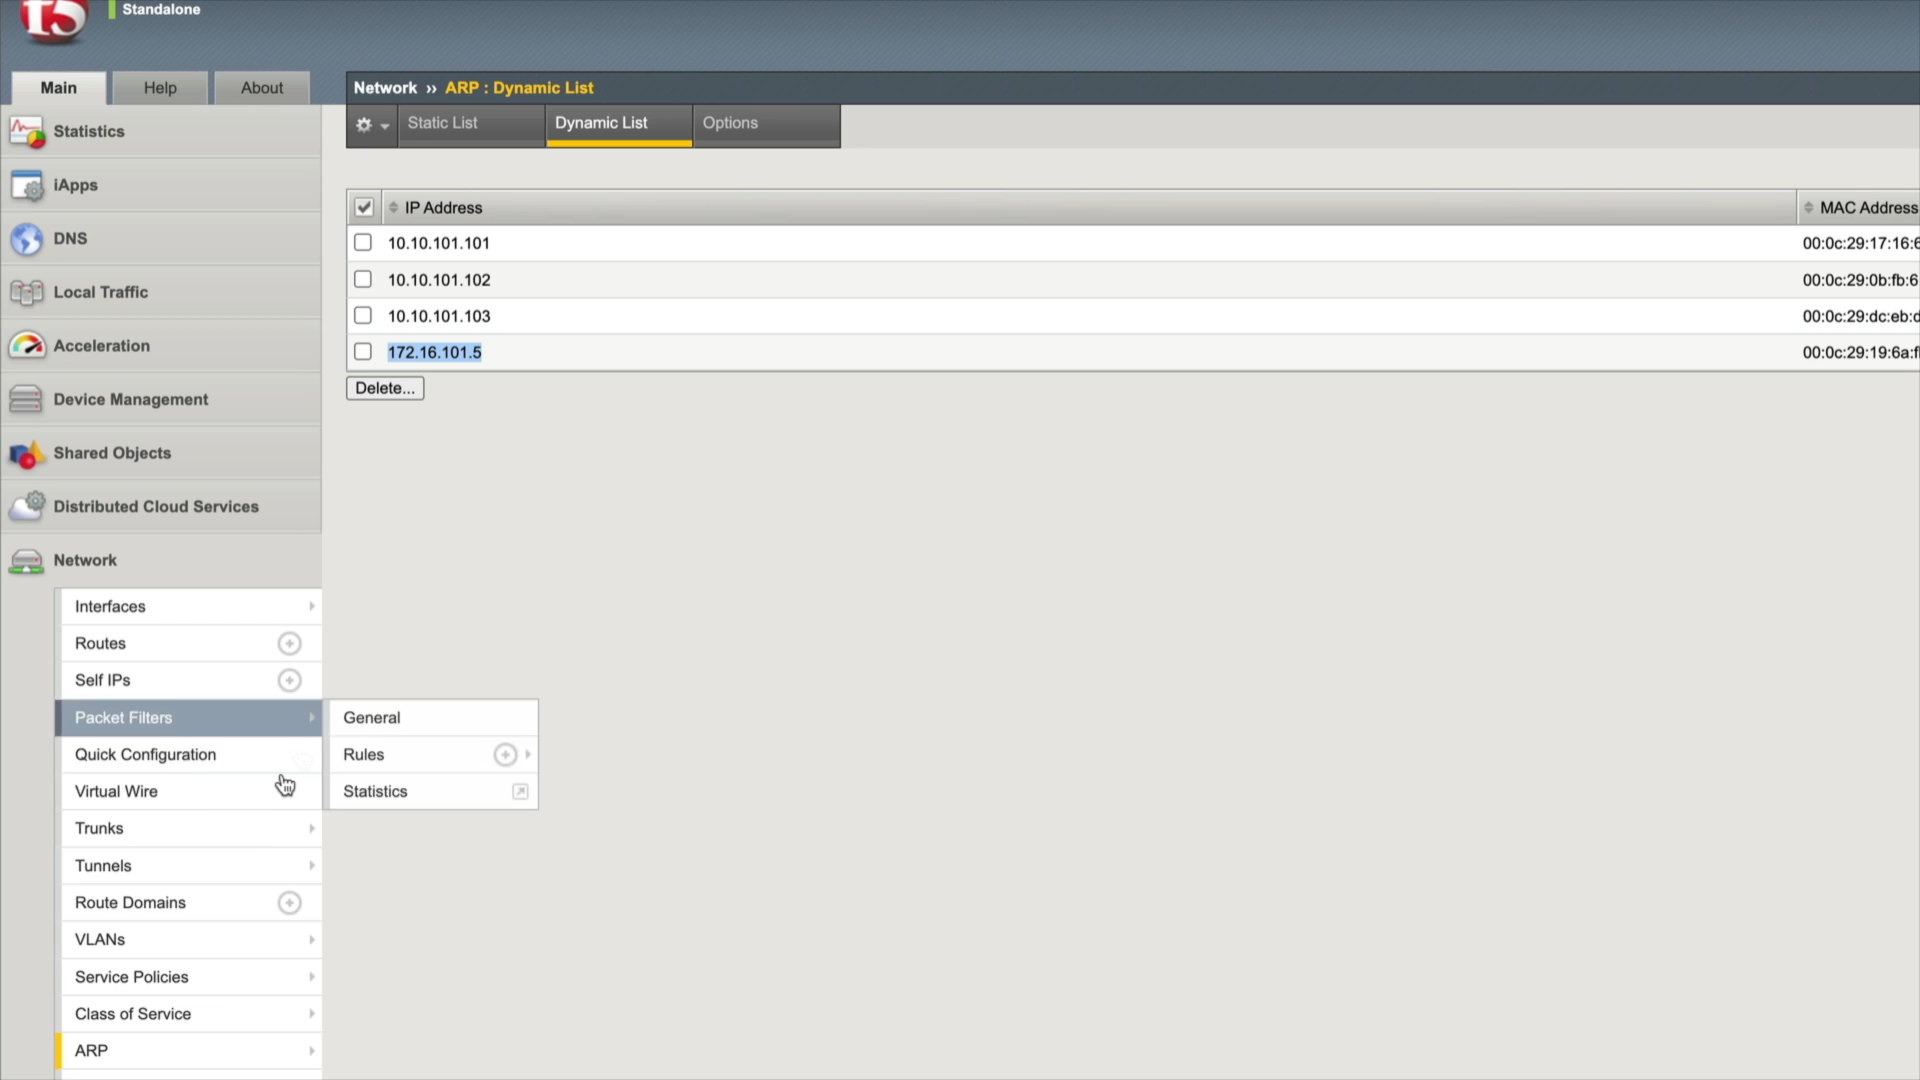 f5
Standalone
Main
Help
About
Network ›› ARP : Dynamic List
Static List
Dynamic List
Options
Statistics
iApps
DNS
Local Traffic
Acceleration
Device Management
Shared Objects
Distributed Cloud Services
Network
Interfaces
Routes
Self IPs
Packet Filters
Quick Configuration
Virtual Wire
Trunks
Tunnels
Route Domains
VLANs
Service Policies
Class of Service
ARP
General
Rules
Statistics
IP Address
MAC Address
10.10.101.101
00:0c:29:17:16:6
10.10.101.102
00:0c:29:0b:fb:6
10.10.101.103
00:0c:29:dc:eb:d
172.16.101.5
00:0c:29:19:6a:f
Delete...